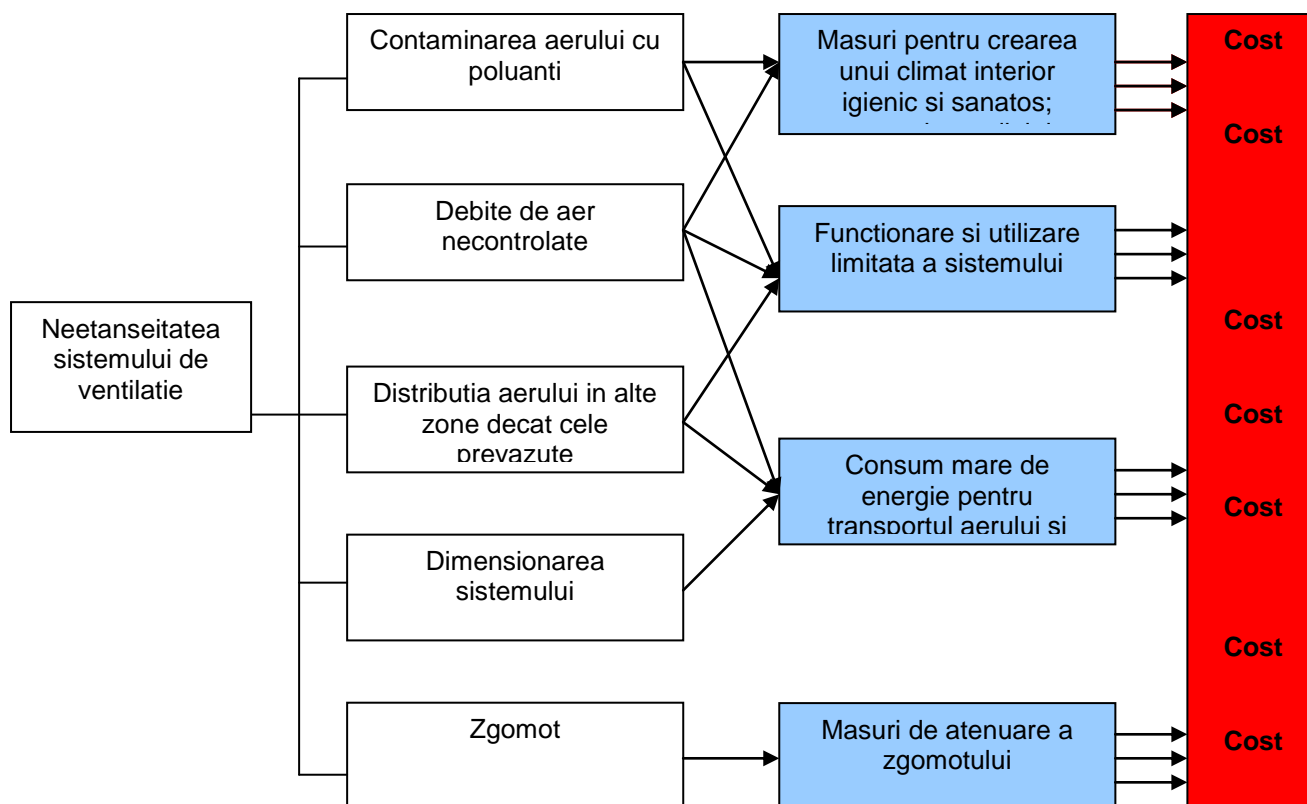 Neetanseitatea
sistemului de
ventilatie
Contaminarea aerului cu
poluanti
Debite de aer
necontrolate
Distributia aerului in alte
zone decat cele
prevazute
Dimensionarea
sistemului
Zgomot
Masuri pentru crearea
unui climat interior
igienic si sanatos;
Functionare si utilizare
limitata a sistemului
Consum mare de
energie pentru
transportul aerului si
Masuri de atenuare a
zgomotului
Cost
Cost
Cost
Cost
Cost
Cost
Cost